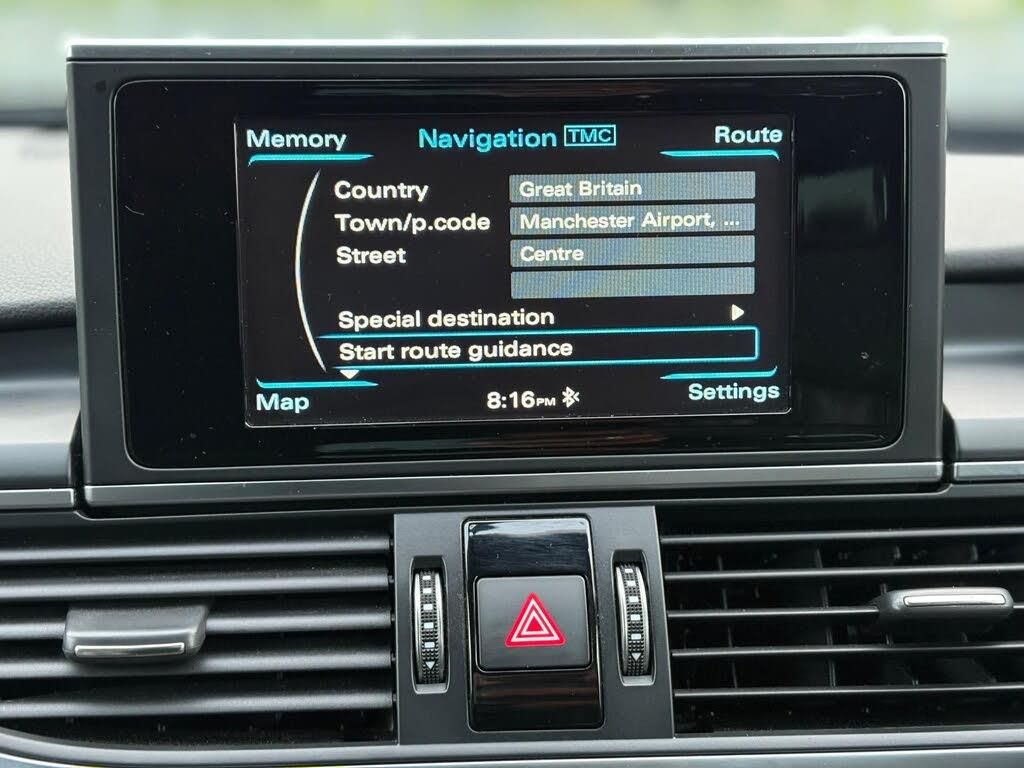 Memory Navigation TMC Route
Country Great Britain
Town/p.code Manchester Airport, ...
Street Centre
Special destination
Start route guidance
Map 8:16PM Settings